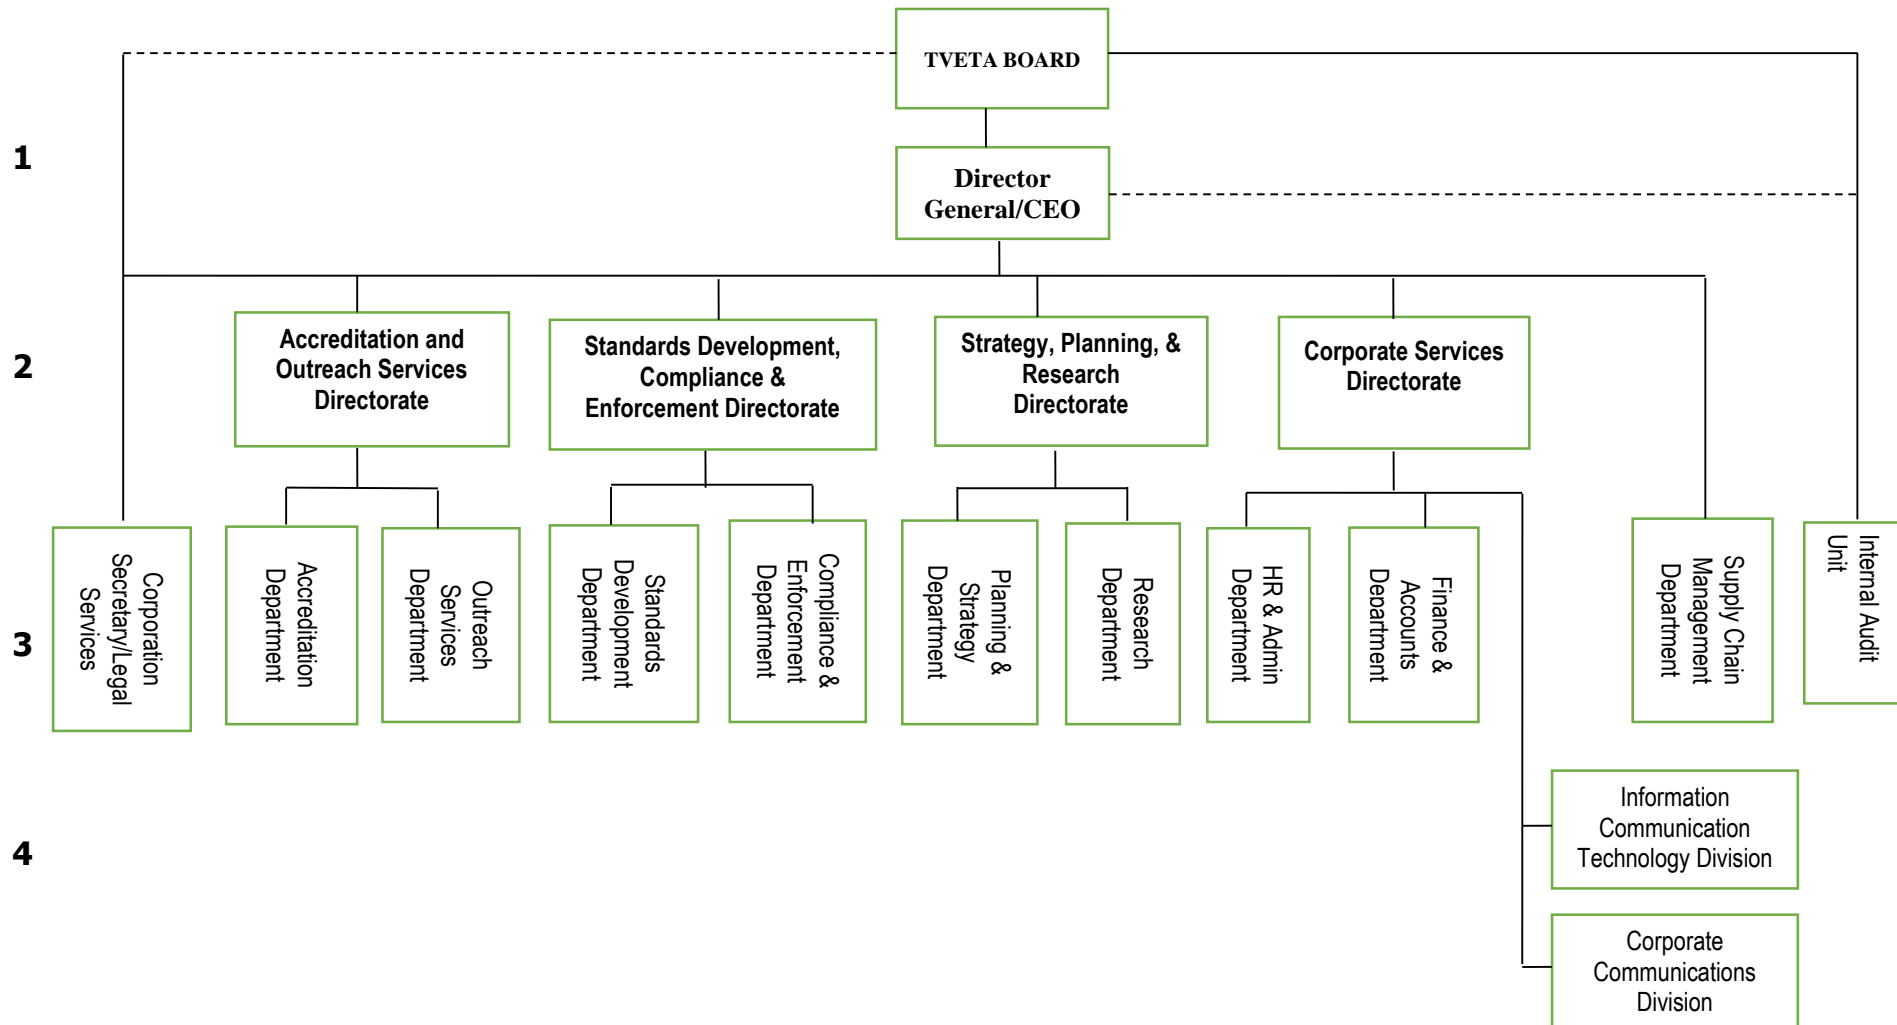 TVETA BOARD
1
Director
General/CEO
2
Accreditation and
Outreach Services
Directorate
Standards Development,
Compliance &
Enforcement Directorate
Strategy, Planning, &
Research
Directorate
Corporate Services
Directorate
3
Corporation
Secretary/Legal
Services
Accreditation
Department
Outreach
Services
Department
Standards
Development
Department
Compliance &
Enforcement
Department
Planning &
Strategy
Department
Research
Department
HR & Admin
Department
Finance &
Accounts
Department
Supply Chain
Management
Department
Internal Audit
Unit
4
Information
Communication
Technology Division
Corporate
Communications
Division